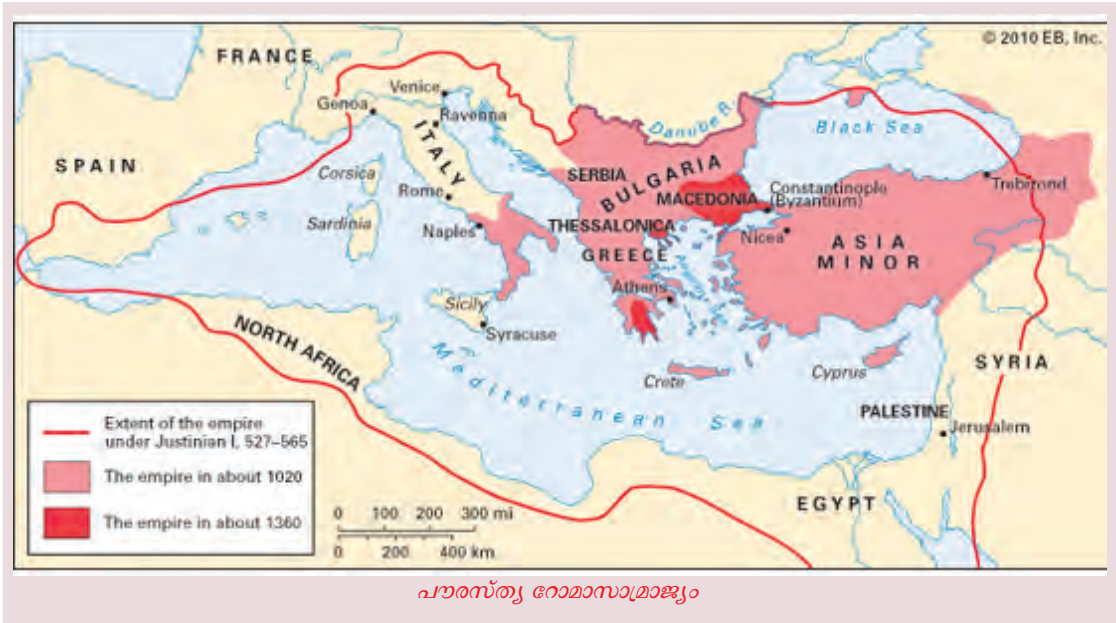 © 2010 EB, Inc.
FRANCE
Venice
Genoa
Ravenna
Danube R.
Black Sea
ITALY
SPAIN
Corsica
SERBIA
BULGARIA
Rome
MACEDONIA
Constantinople
(Byzantium)
Trebizond
Sardinia
Naples
THESSALONICA
Nicea
ASIA
MINOR
GREECE
Athens
Sicily
Syracuse
NORTH AFRICA
Crete
Cyprus
SYRIA
Mediterranean Sea
PALESTINE
Jerusalem
EGYPT
Extent of the empire
under Justinian I, 527–565
The empire in about 1020
The empire in about 1360
0 100 200 300 mi
0 200 400 km
പൗരസ്ത്യ റോമാസാമ്രാജ്യം